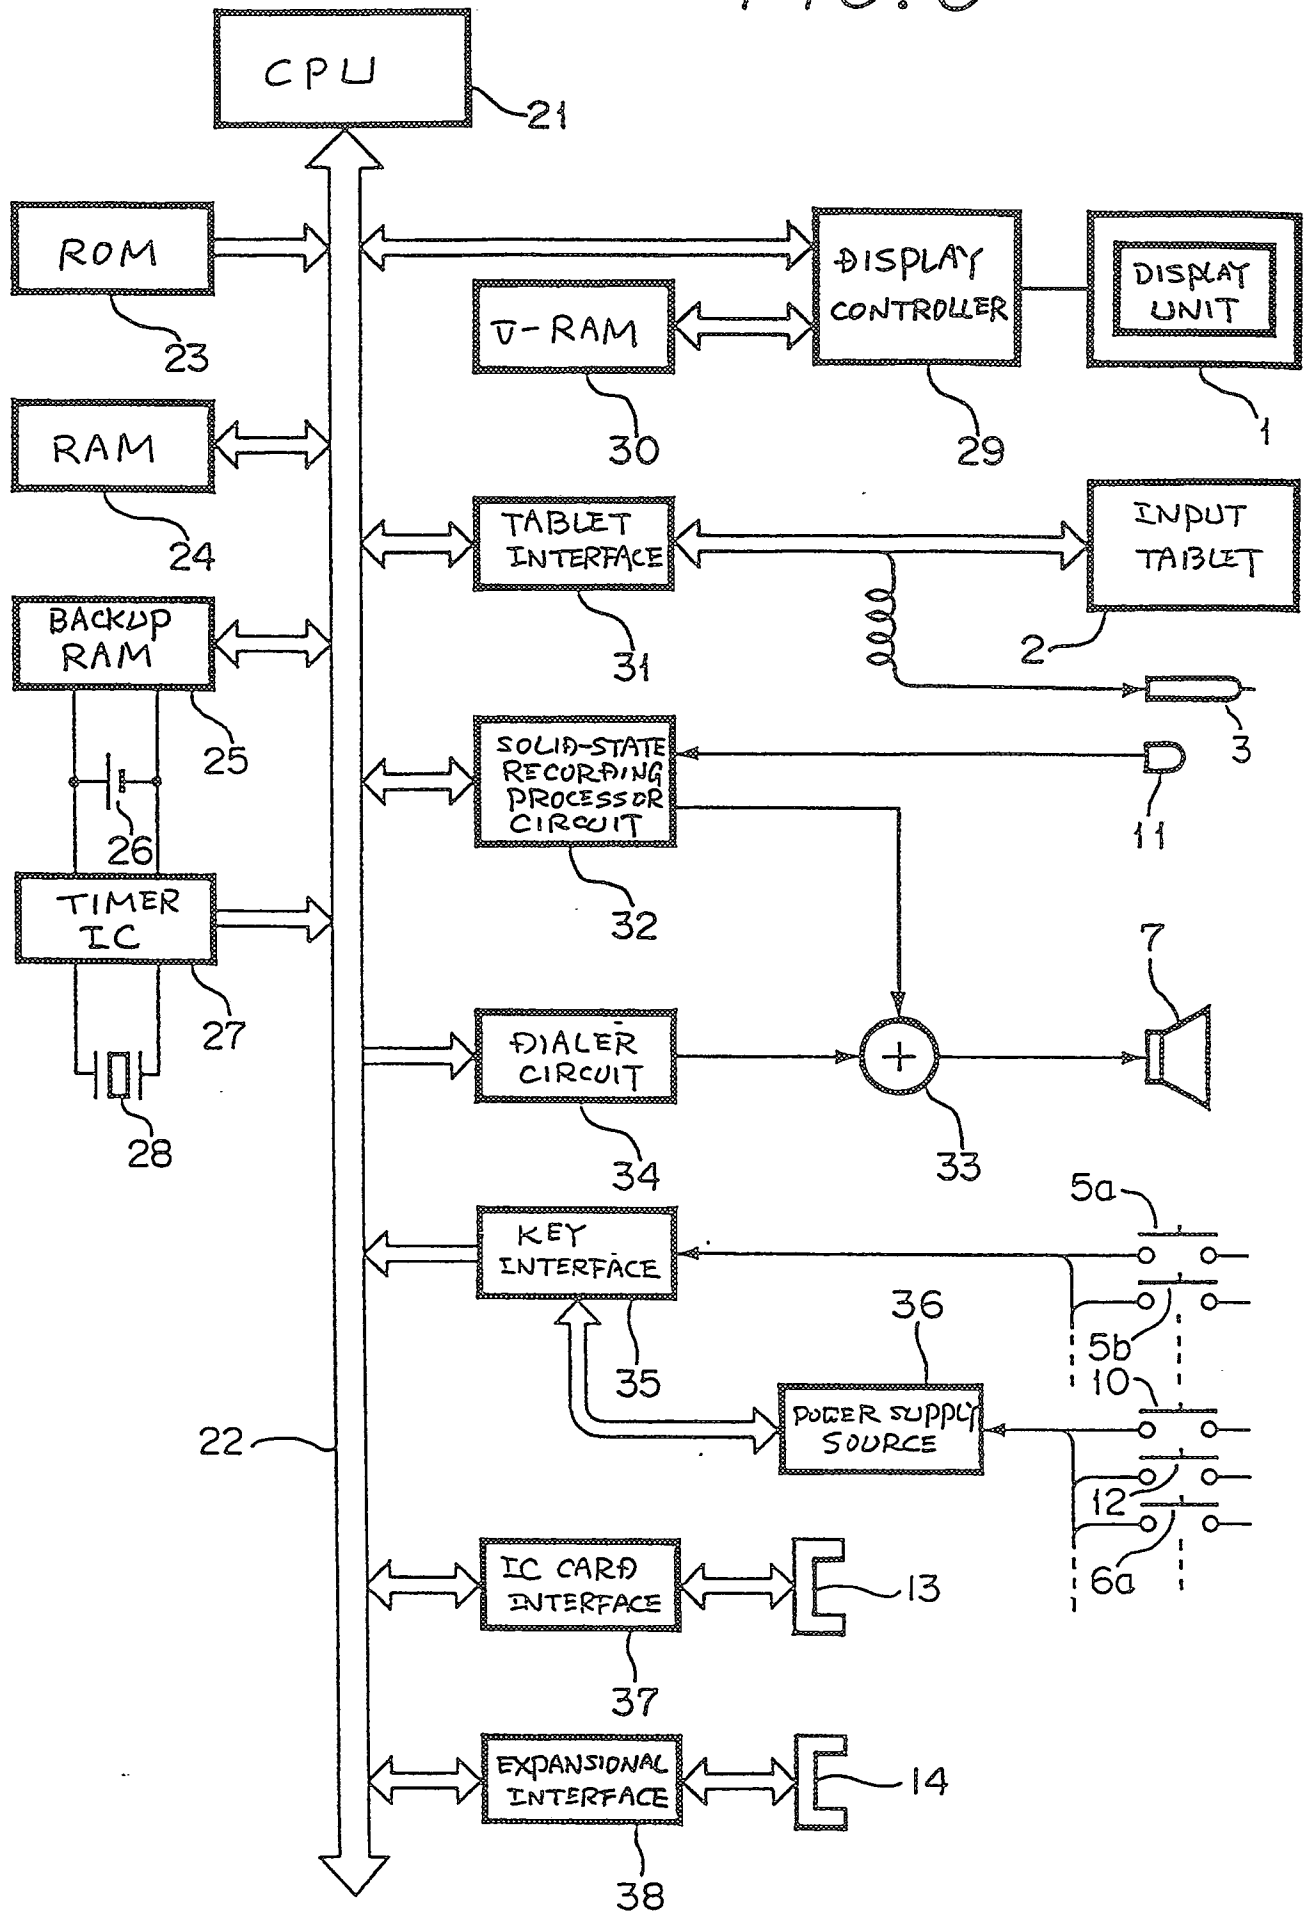 CPU
21
ROM
23
DISPLAY
CONTROLLER
29
DISPLAY
UNIT
1
V-RAM
30
RAM
24
TABLET
INTERFACE
31
INPUT
TABLET
2
3
BACKUP
RAM
25
26
SOLID-STATE
RECORDING
PROCESSOR
CIRCUIT
32
11
TIMER
IC
27
28
7
DIALER
CIRCUIT
34
+
33
KEY
INTERFACE
35
5a
5b
36
POWER SUPPLY
SOURCE
10
12
6a
22
IC CARD
INTERFACE
37
13
EXPANSIONAL
INTERFACE
38
14